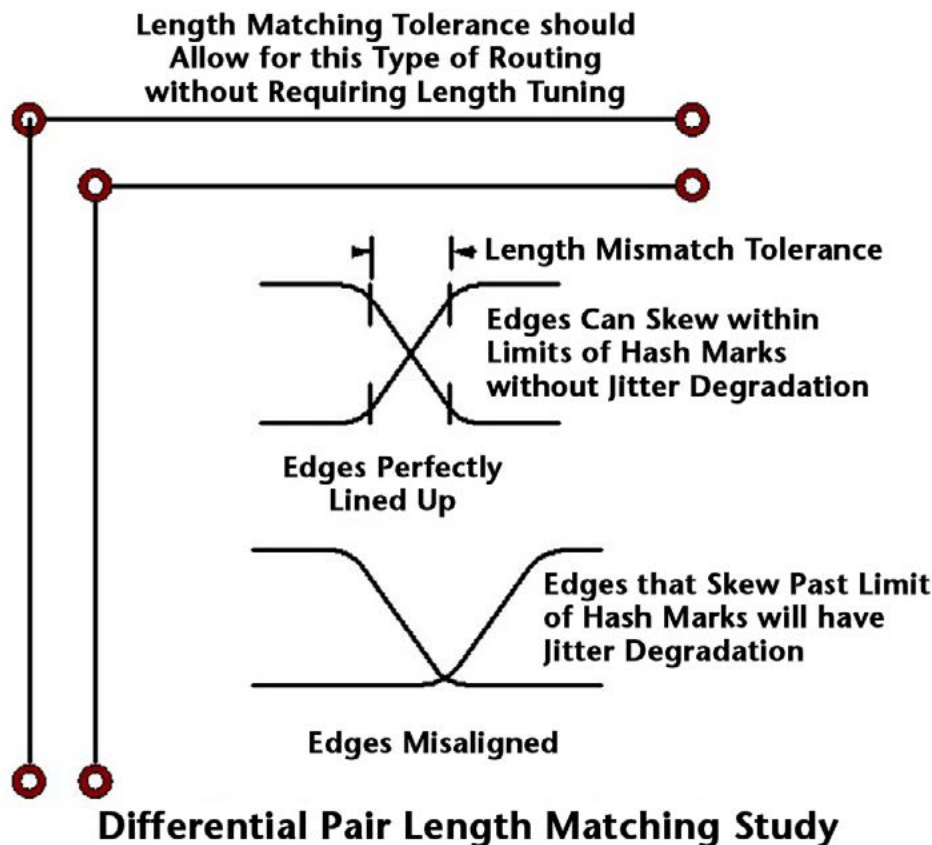 Length Matching Tolerance should
Allow for this Type of Routing
without Requiring Length Tuning
Length Mismatch Tolerance
Edges Can Skew within
Limits of Hash Marks
without Jitter Degradation
Edges Perfectly
Lined Up
Edges that Skew Past Limit
of Hash Marks will have
Jitter Degradation
Edges Misaligned
Differential Pair Length Matching Study